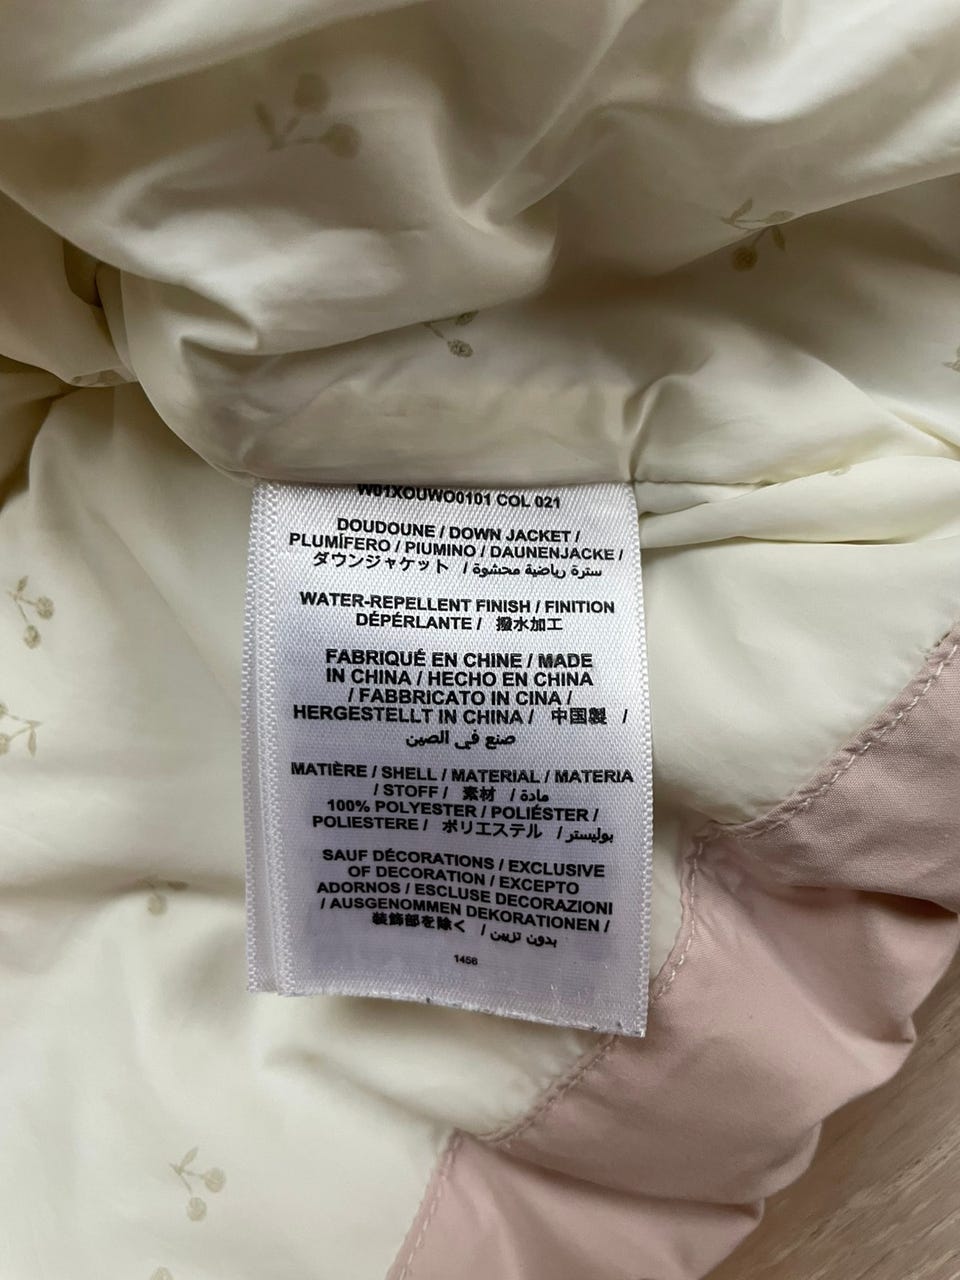 W01XOUWO0101 COL 021
DOUDOUNE / DOWN JACKET /
PLUMÍFERO / PIUMINO / DAUNENJACKE /
ダウンジャケット / سترة رياضية محشوة
WATER-REPELLENT FINISH / FINITION
DÉPERLANTE / 撥水加工
FABRIQUÉ EN CHINE / MADE
IN CHINA / HECHO EN CHINA
/ FABBRICATO IN CINA /
HERGESTELLT IN CHINA / 中国製 /
صنع في الصين
MATIÈRE / SHELL / MATERIAL / MATERIA
/ STOFF / 素材 / مادة
100% POLYESTER / POLIÉSTER /
POLIESTERE / ポリエステル / بوليستر
SAUF DÉCORATIONS / EXCLUSIVE
OF DECORATION / EXCEPTO
ADORNOS / ESCLUSE DECORAZIONI
/ AUSGENOMMEN DEKORATIONEN /
装飾部を除く / بدون تزيين
1456